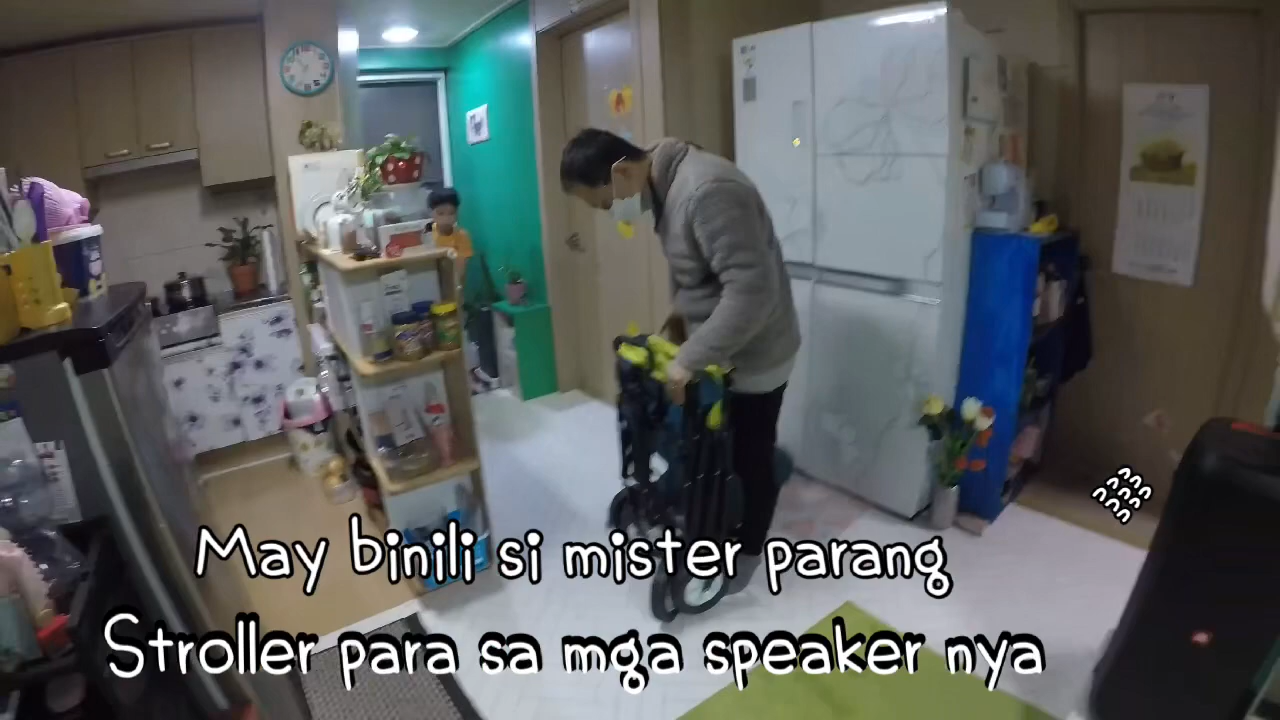 May binili si mister parang
Stroller para sa mga speaker nya